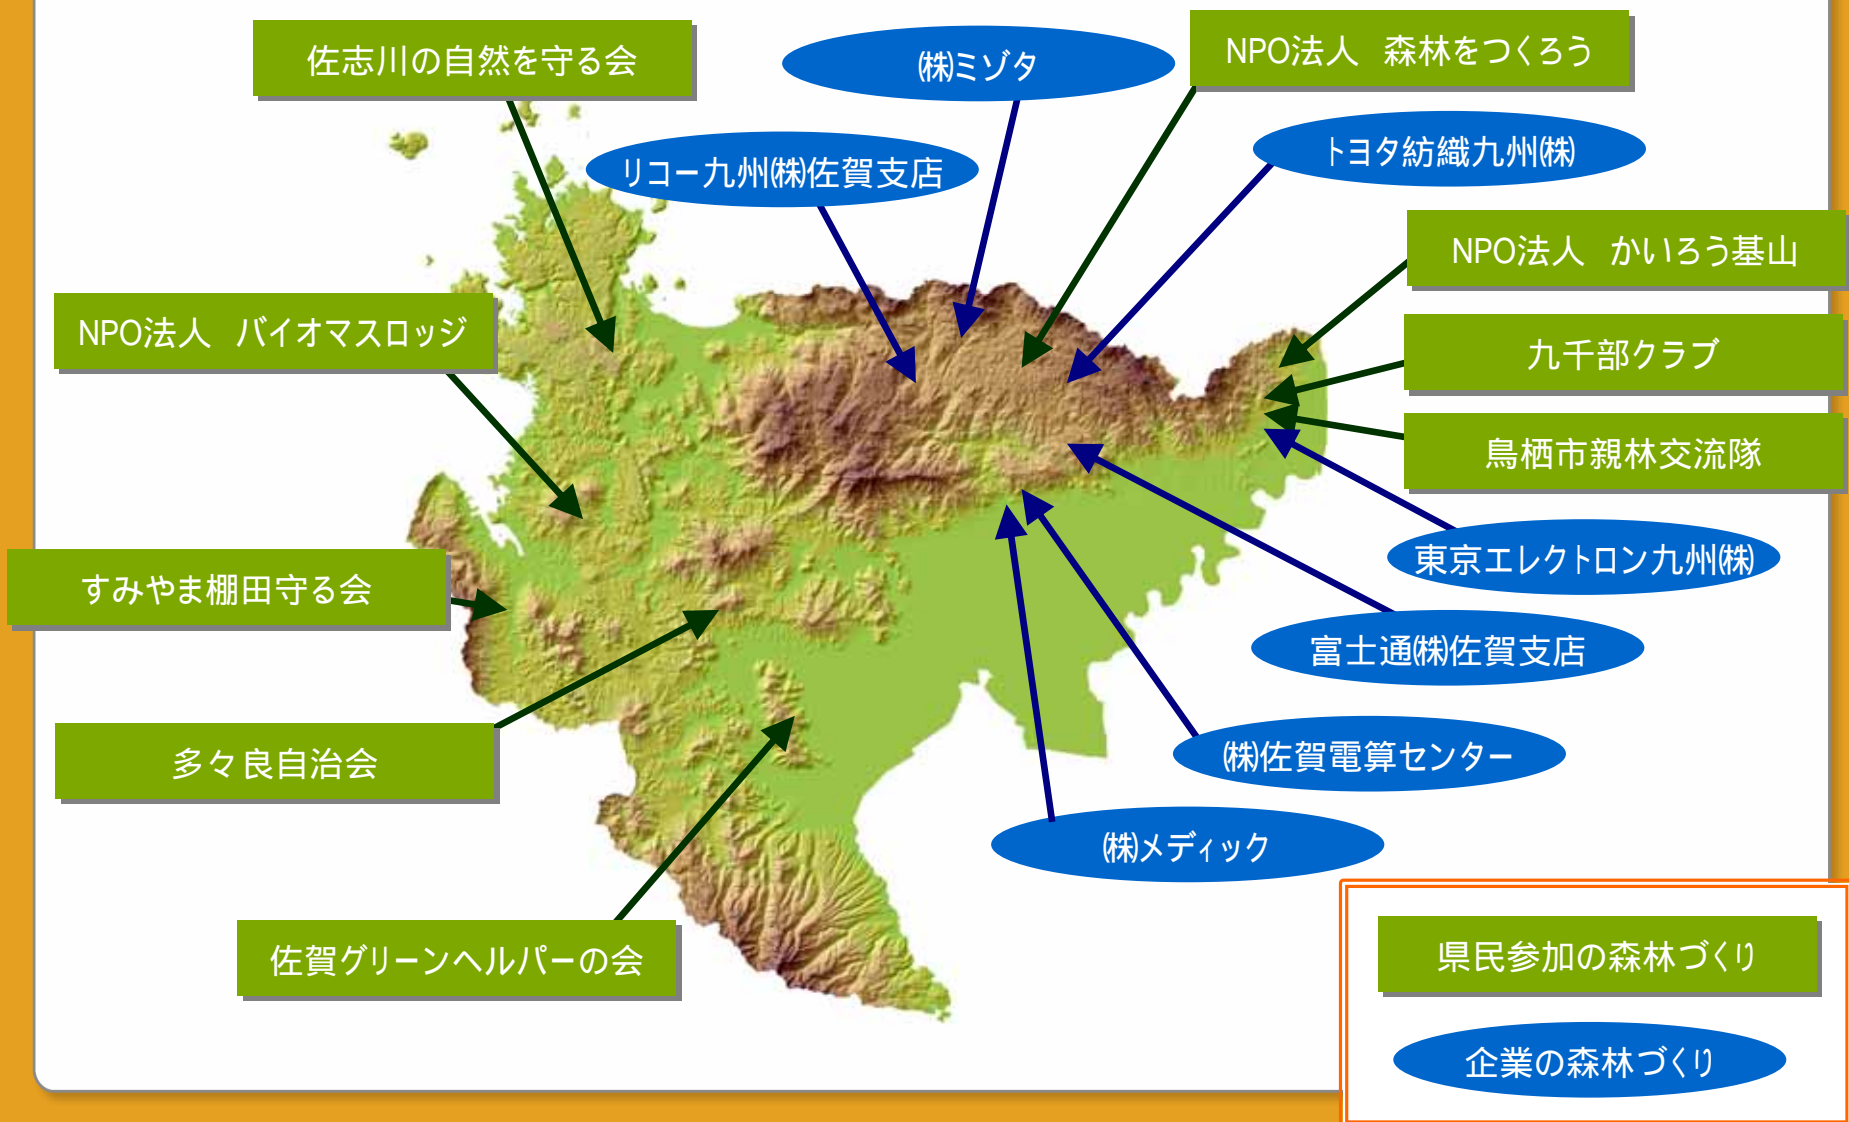 佐志川の自然を守る会
㈱ミゾタ
NPO法人　森林をつくろう
リコー九州㈱佐賀支店
トヨタ紡織九州㈱
NPO法人　かいろう基山
NPO法人　バイオマスロッジ
九千部クラブ
鳥栖市親林交流隊
東京エレクトロン九州㈱
すみやま棚田守る会
富士通㈱佐賀支店
多々良自治会
㈱佐賀電算センター
㈱メディック
佐賀グリーンヘルパーの会
県民参加の森林づくり
企業の森林づくり